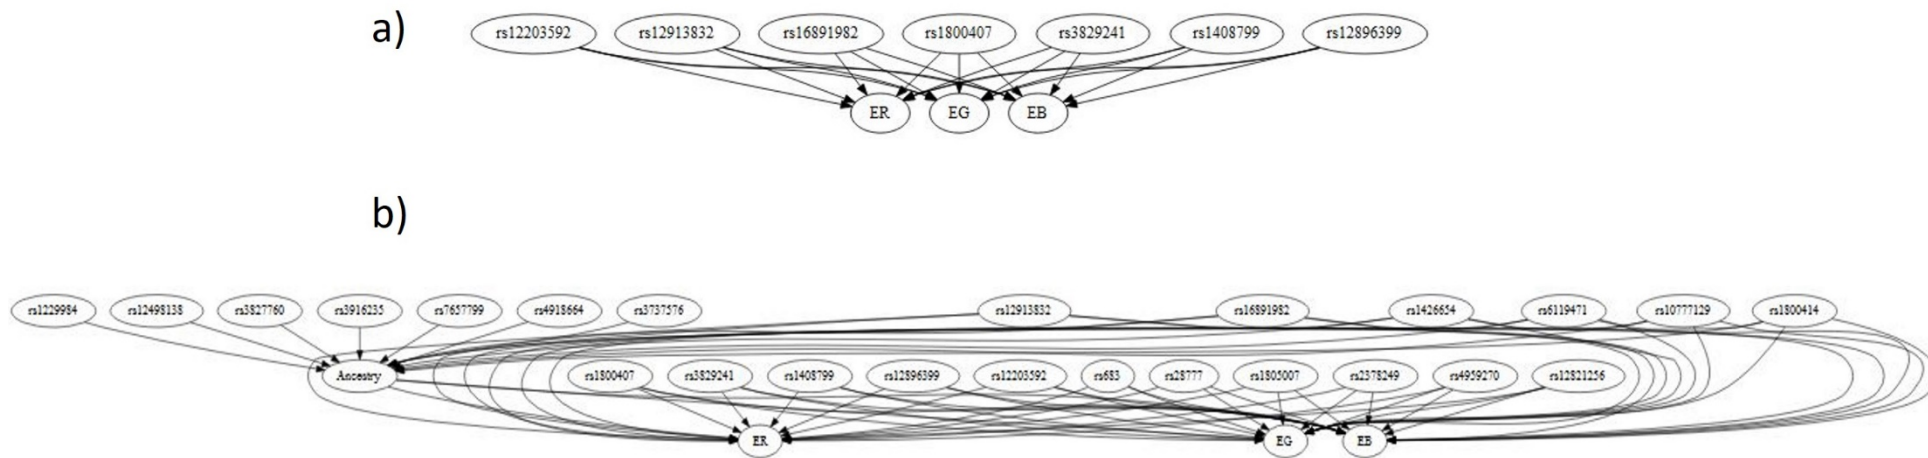 a)
rs12203592 rs12913832 rs16891982 rs1800407 rs3829241 rs1408799 rs12896399
ER EG EB
b)
rs1229984 rs12498138 rs3827760 rs3916235 rs7657799 rs4918664 rs3737576 rs12913832 rs16891982 rs1426654 rs6119471 rs10777129 rs1800414
Ancestry rs1800407 rs3829241 rs1408799 rs12896399 rs12203592 rs683 rs28777 rs1805007 rs2378249 rs4959270 rs12821256
ER EG EB